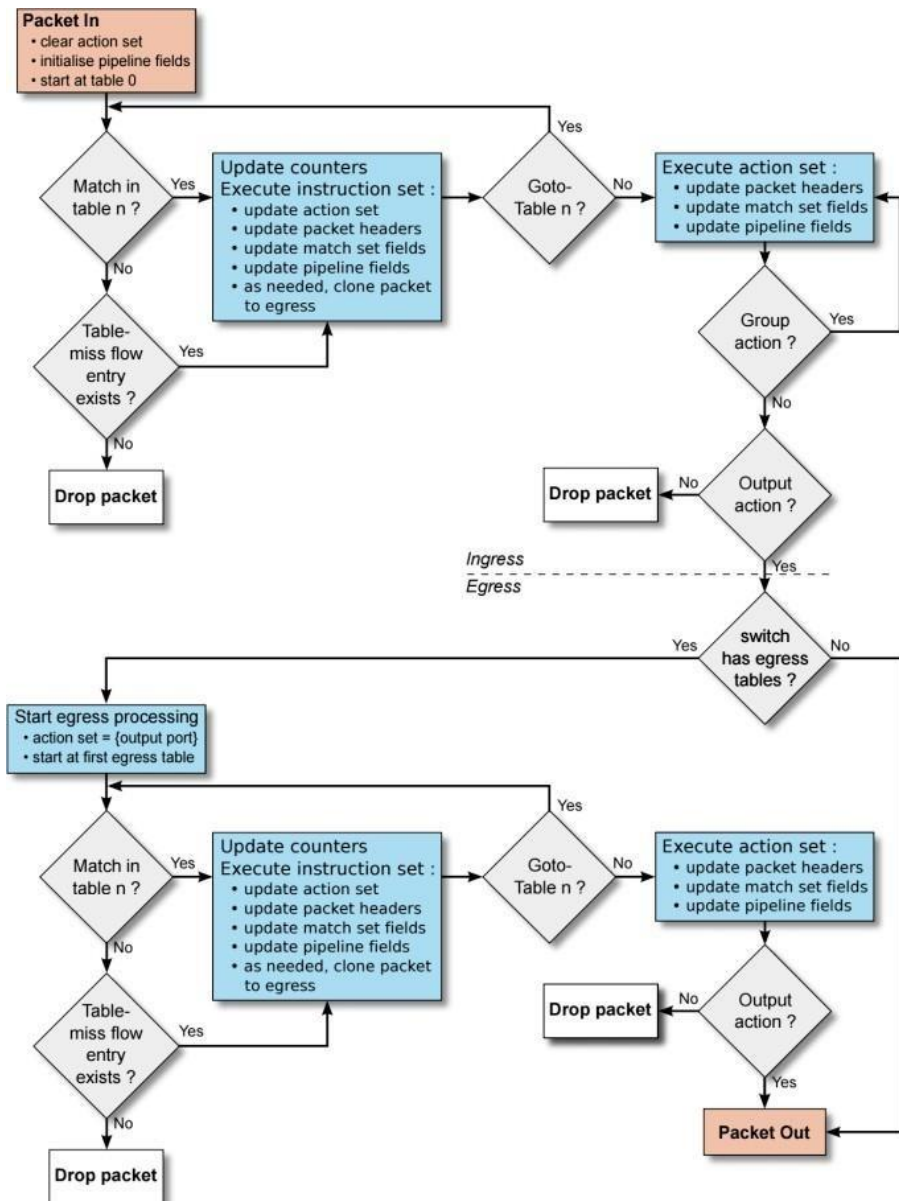 Packet In
• clear action set
• initialise pipeline fields
• start at table 0
Yes
Match in
table n ?
Yes
Update counters
Execute instruction set :
• update action set
• update packet headers
• update match set fields
• update pipeline fields
• as needed, clone packet
to egress
Goto-
Table n ?
No
Execute action set :
• update packet headers
• update match set fields
• update pipeline fields
No
Table-
miss flow
entry
exists ?
Yes
Group
action ?
Yes
No
No
Drop packet
Output
action ?
No
Drop packet
Yes
Ingress
Egress
switch
has egress
tables ?
Yes
No
Start egress processing
• action set = {output port}
• start at first egress table
Yes
Match in
table n ?
Yes
Update counters
Execute instruction set :
• update action set
• update packet headers
• update match set fields
• update pipeline fields
• as needed, clone packet
to egress
Goto-
Table n ?
No
Execute action set :
• update packet headers
• update match set fields
• update pipeline fields
No
Table-
miss flow
entry
exists ?
Yes
Drop packet
No
Output
action ?
No
Yes
Drop packet
Packet Out